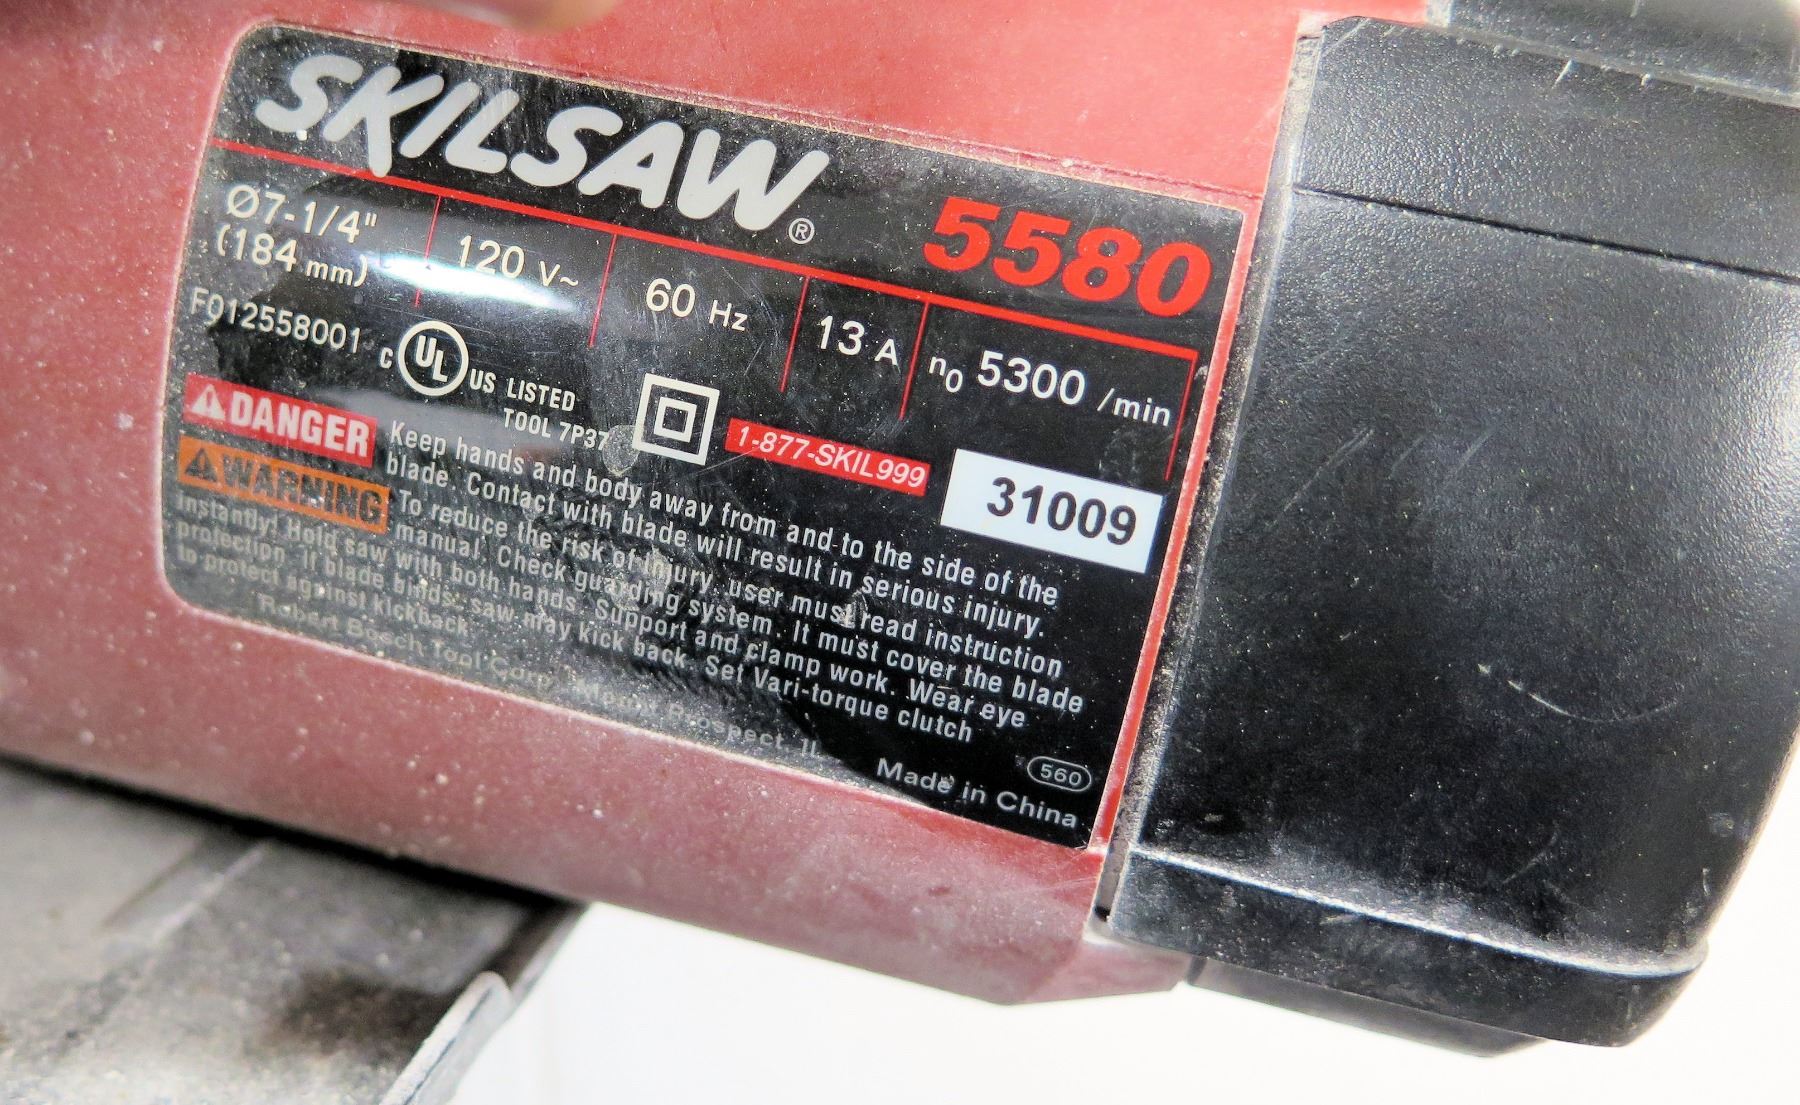 SKILSAW®
5580
Ø7-1/4"
(184 mm)
120 V~
60 Hz
13 A
n0 5300 /min
F012558001
C UL US LISTED
TOOL 7P37
1-877-SKIL999
31009
DANGER Keep hands and body away from and to the side of the
blade. Contact with blade will result in serious injury.
WARNING To reduce the risk of injury, user must read instruction
manual. Check guarding system. It must cover the blade
instantly! Hold saw with both hands. Support and clamp work. Wear eye
protection. If blade binds, saw may kick back. Set Vari-torque clutch
to protect against kickback.
Robert Bosch Tool Corp. Mount Prospect, IL
560
Made in China